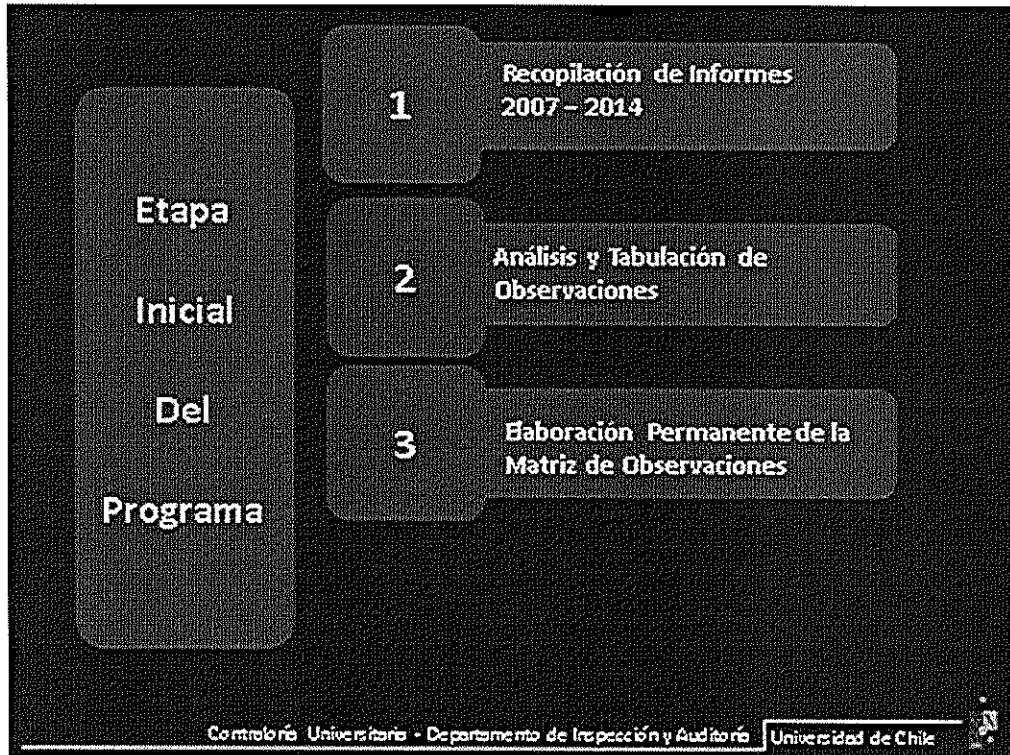 Etapa
Inicial
Del
Programa
1
Recopilación de Informes
2007 – 2014
2
Análisis y Tabulación de
Observaciones
3
Elaboración Permanente de la
Matriz de Observaciones
Contraloría Universitaria - Departamento de Inspección y Auditoría
Universidad de Chile